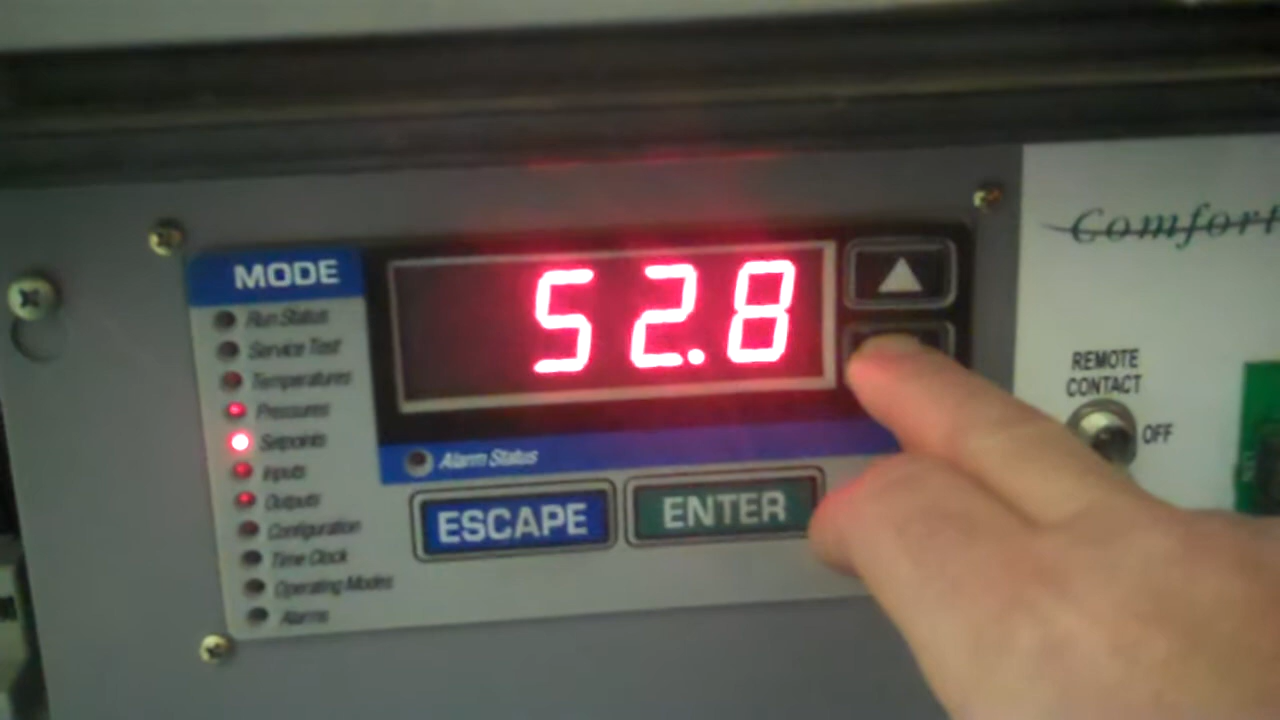 MODE
Run Status
Service Test
Temperatures
Pressures
Setpoints
Inputs
Outputs
Configuration
Time Clock
Operating Modes
Alarms
52.8
Alarm Status
ESCAPE
ENTER
Comfort
REMOTE
CONTACT
OFF